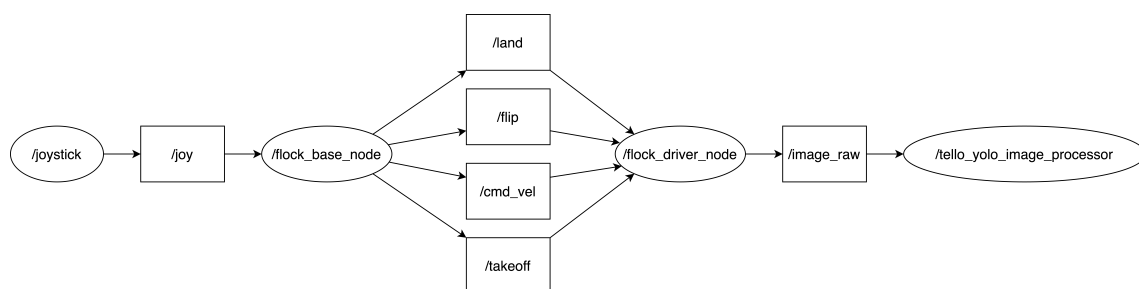 /joystick
/joy
/flock_base_node
/land
/flip
/cmd_vel
/takeoff
/flock_driver_node
/image_raw
/tello_yolo_image_processor